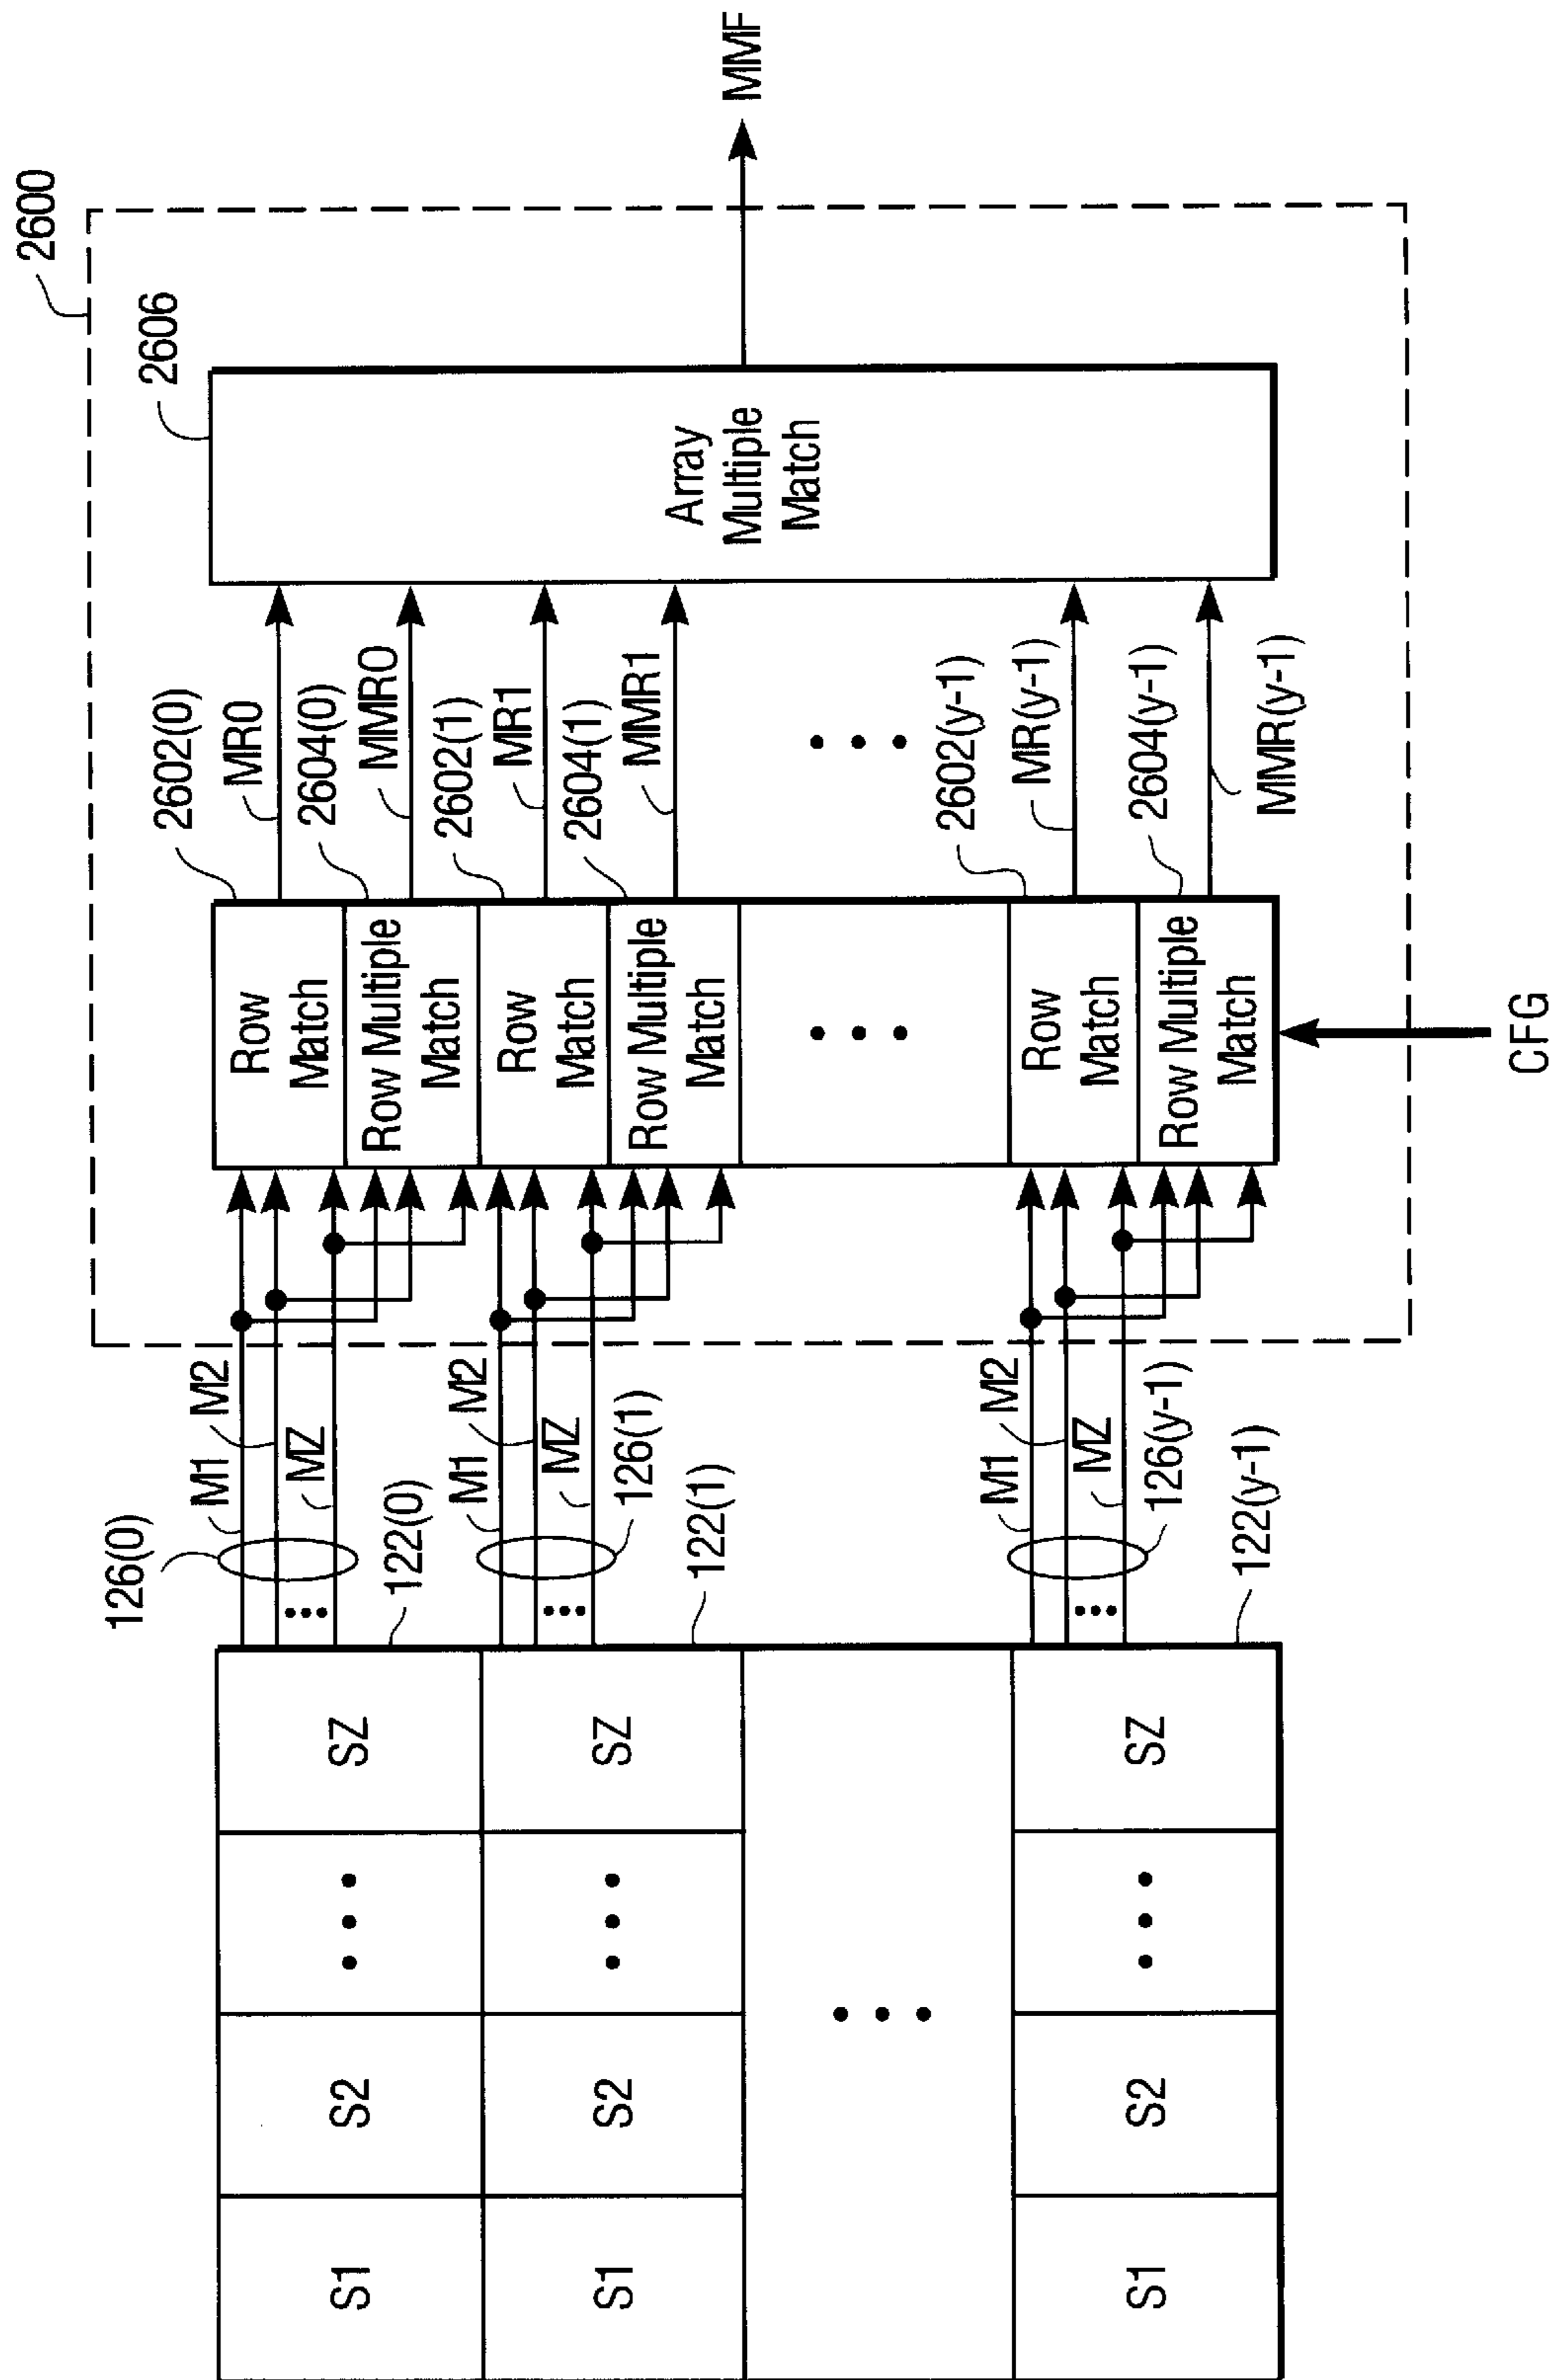 2600
2606
Array
Multiple
Match
MMF
2602(0)
MR0
2604(0)
MMR0
2602(1)
MR1
2604(1)
MMR1
2602(y-1)
MR(y-1)
2604(y-1)
MMR(y-1)
Row
Match
Row Multiple
Match
Row
Match
Row Multiple
Match
Row
Match
Row Multiple
Match
CFG
126(0)
M1
M2
MZ
122(0)
M1
M2
MZ
126(1)
122(1)
M1
M2
MZ
126(y-1)
122(y-1)
S1
S2
SZ
S1
S2
SZ
S1
S2
SZ